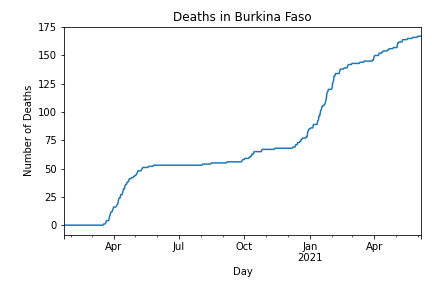 Deaths in Burkina Faso
Number of Deaths
175
150
125
100
75
50
25
0
Apr
Jul
Oct
Jan
2021
Apr
Day